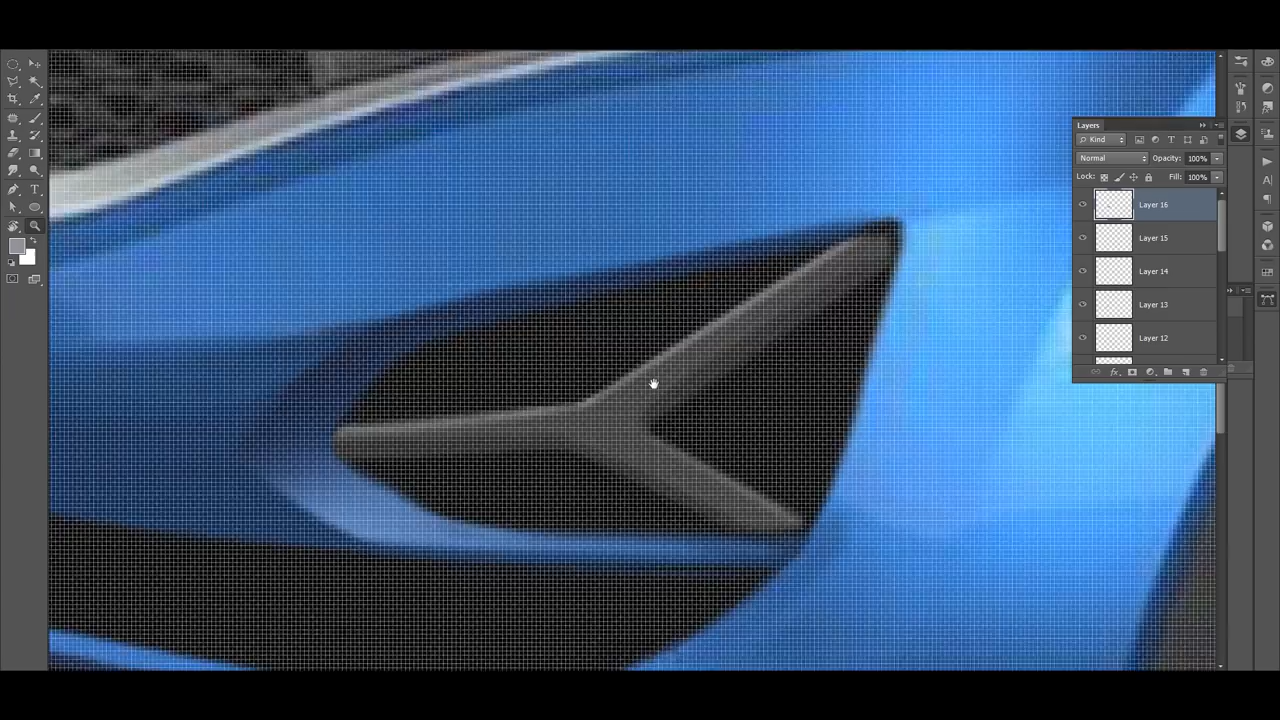 Layers
Kind
Normal Opacity: 100%
Lock: Fill: 100%
Layer 16
Layer 15
Layer 14
Layer 13
Layer 12